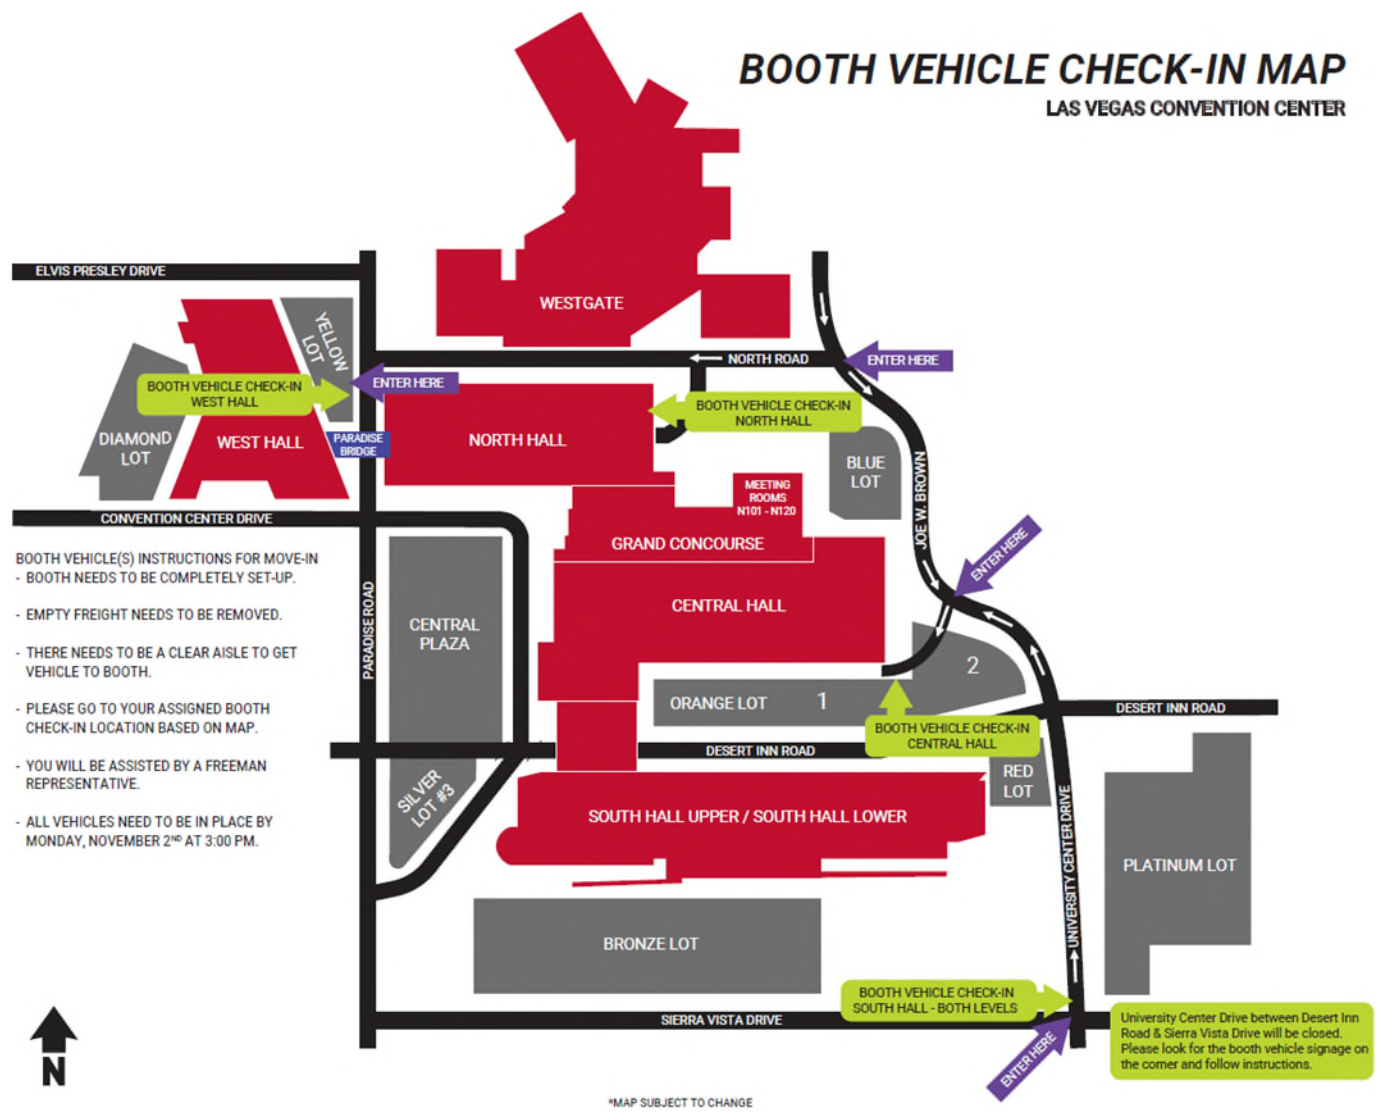 BOOTH VEHICLE CHECK-IN MAP
LAS VEGAS CONVENTION CENTER
ELVIS PRESLEY DRIVE
WESTGATE
YELLOW
LOT
NORTH ROAD
ENTER HERE
ENTER HERE
BOOTH VEHICLE CHECK-IN
WEST HALL
BOOTH VEHICLE CHECK-IN
NORTH HALL
DIAMOND
LOT
WEST HALL
PARADISE
BRIDGE
NORTH HALL
BLUE
LOT
JOE W. BROWN
MEETING
ROOMS
N101 - N120
CONVENTION CENTER DRIVE
GRAND CONCOURSE
ENTER HERE
BOOTH VEHICLE(S) INSTRUCTIONS FOR MOVE-IN
- BOOTH NEEDS TO BE COMPLETELY SET-UP.
- EMPTY FREIGHT NEEDS TO BE REMOVED.
- THERE NEEDS TO BE A CLEAR AISLE TO GET
VEHICLE TO BOOTH.
- PLEASE GO TO YOUR ASSIGNED BOOTH
CHECK-IN LOCATION BASED ON MAP.
- YOU WILL BE ASSISTED BY A FREEMAN
REPRESENTATIVE.
- ALL VEHICLES NEED TO BE IN PLACE BY
MONDAY, NOVEMBER 2ND AT 3:00 PM.
PARADISE ROAD
CENTRAL
PLAZA
CENTRAL HALL
2
ORANGE LOT 1
DESERT INN ROAD
BOOTH VEHICLE CHECK-IN
CENTRAL HALL
DESERT INN ROAD
SILVER
LOT #3
RED
LOT
SOUTH HALL UPPER / SOUTH HALL LOWER
UNIVERSITY CENTER DRIVE
PLATINUM LOT
BRONZE LOT
BOOTH VEHICLE CHECK-IN
SOUTH HALL - BOTH LEVELS
SIERRA VISTA DRIVE
ENTER HERE
University Center Drive between Desert Inn
Road & Sierra Vista Drive will be closed.
Please look for the booth vehicle signage on
the corner and follow instructions.
N
*MAP SUBJECT TO CHANGE